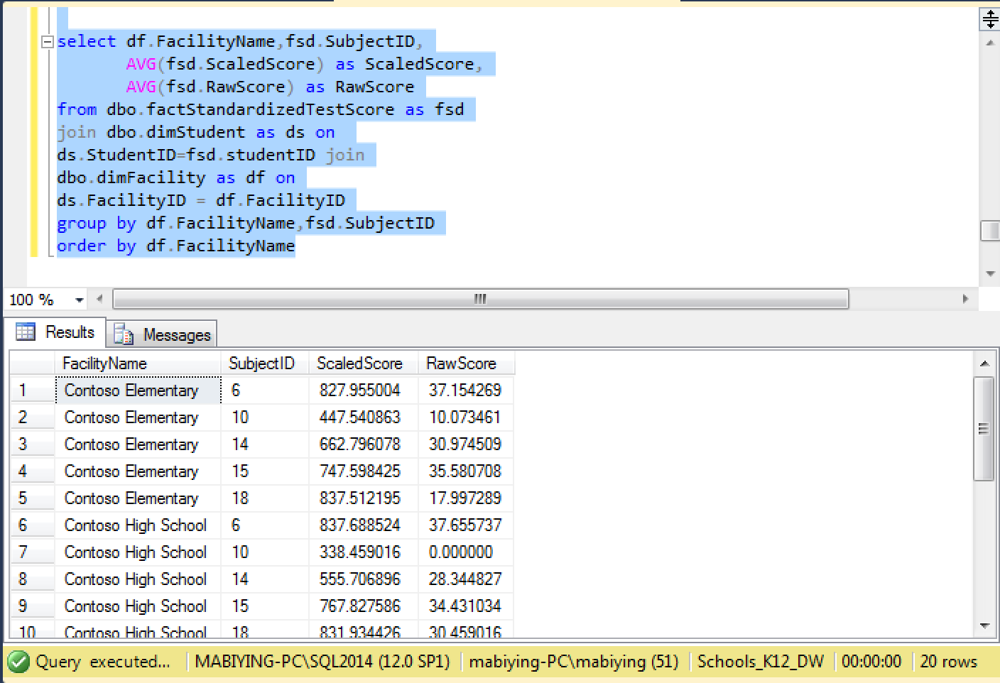 select df.FacilityName,fsd.SubjectID,
AVG(fsd.ScaledScore) as ScaledScore,
AVG(fsd.RawScore) as RawScore
from dbo.factStandardizedTestScore as fsd
join dbo.dimStudent as ds on
ds.StudentID=fsd.studentID join
dbo.dimFacility as df on
ds.FacilityID = df.FacilityID
group by df.FacilityName,fsd.SubjectID
order by df.FacilityName
100 %
Results Messages
FacilityName SubjectID ScaledScore RawScore
1 Contoso Elementary 6 827.955004 37.154269
2 Contoso Elementary 10 447.540863 10.073461
3 Contoso Elementary 14 662.796078 30.974509
4 Contoso Elementary 15 747.598425 35.580708
5 Contoso Elementary 18 837.512195 17.997289
6 Contoso High School 6 837.688524 37.655737
7 Contoso High School 10 338.459016 0.000000
8 Contoso High School 14 555.706896 28.344827
9 Contoso High School 15 767.827586 34.431034
10 Contoso High School 18 831.934426 30.459016
Query executed... MABIYING-PC\SQL2014 (12.0 SP1) mabiying-PC\mabiying (51) Schools_K12_DW 00:00:00 20 rows